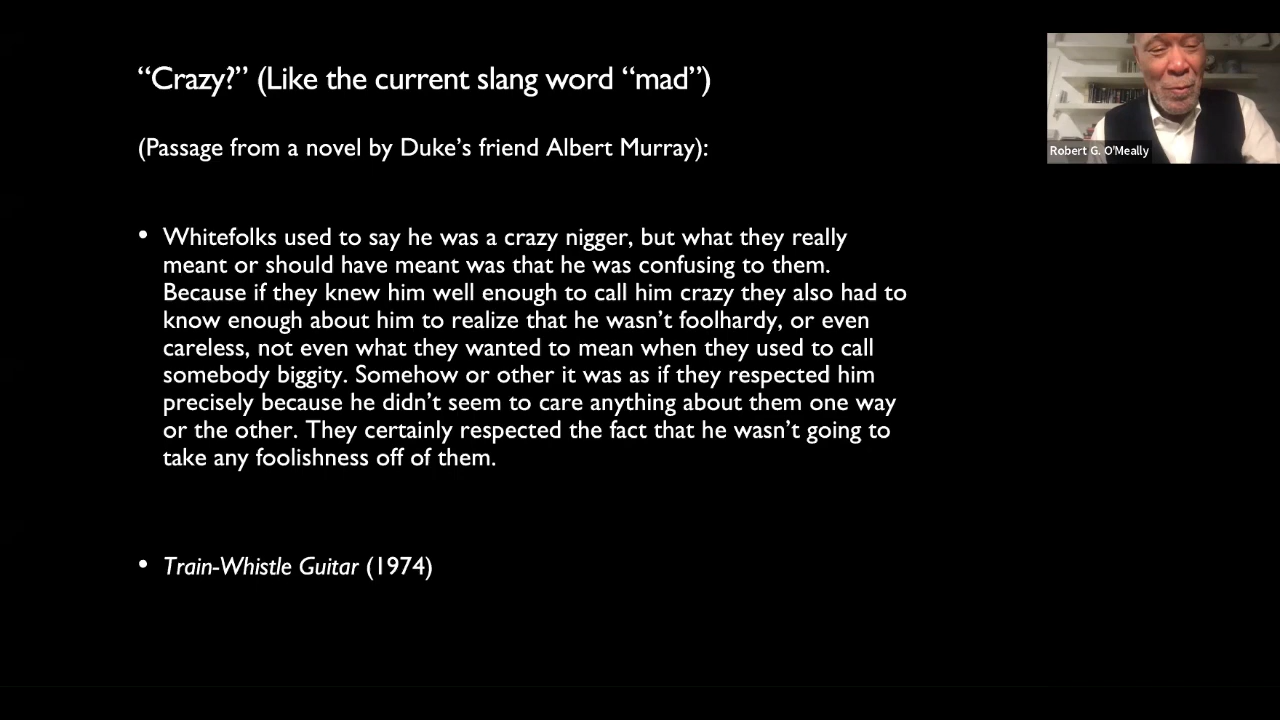 “Crazy?” (Like the current slang word “mad”)
Robert G. O'Meally
(Passage from a novel by Duke’s friend Albert Murray):
• Whitefolks used to say he was a crazy nigger, but what they really
meant or should have meant was that he was confusing to them.
Because if they knew him well enough to call him crazy they also had to
know enough about him to realize that he wasn’t foolhardy, or even
careless, not even what they wanted to mean when they used to call
somebody biggity. Somehow or other it was as if they respected him
precisely because he didn’t seem to care anything about them one way
or the other. They certainly respected the fact that he wasn’t going to
take any foolishness off of them.
• Train-Whistle Guitar (1974)